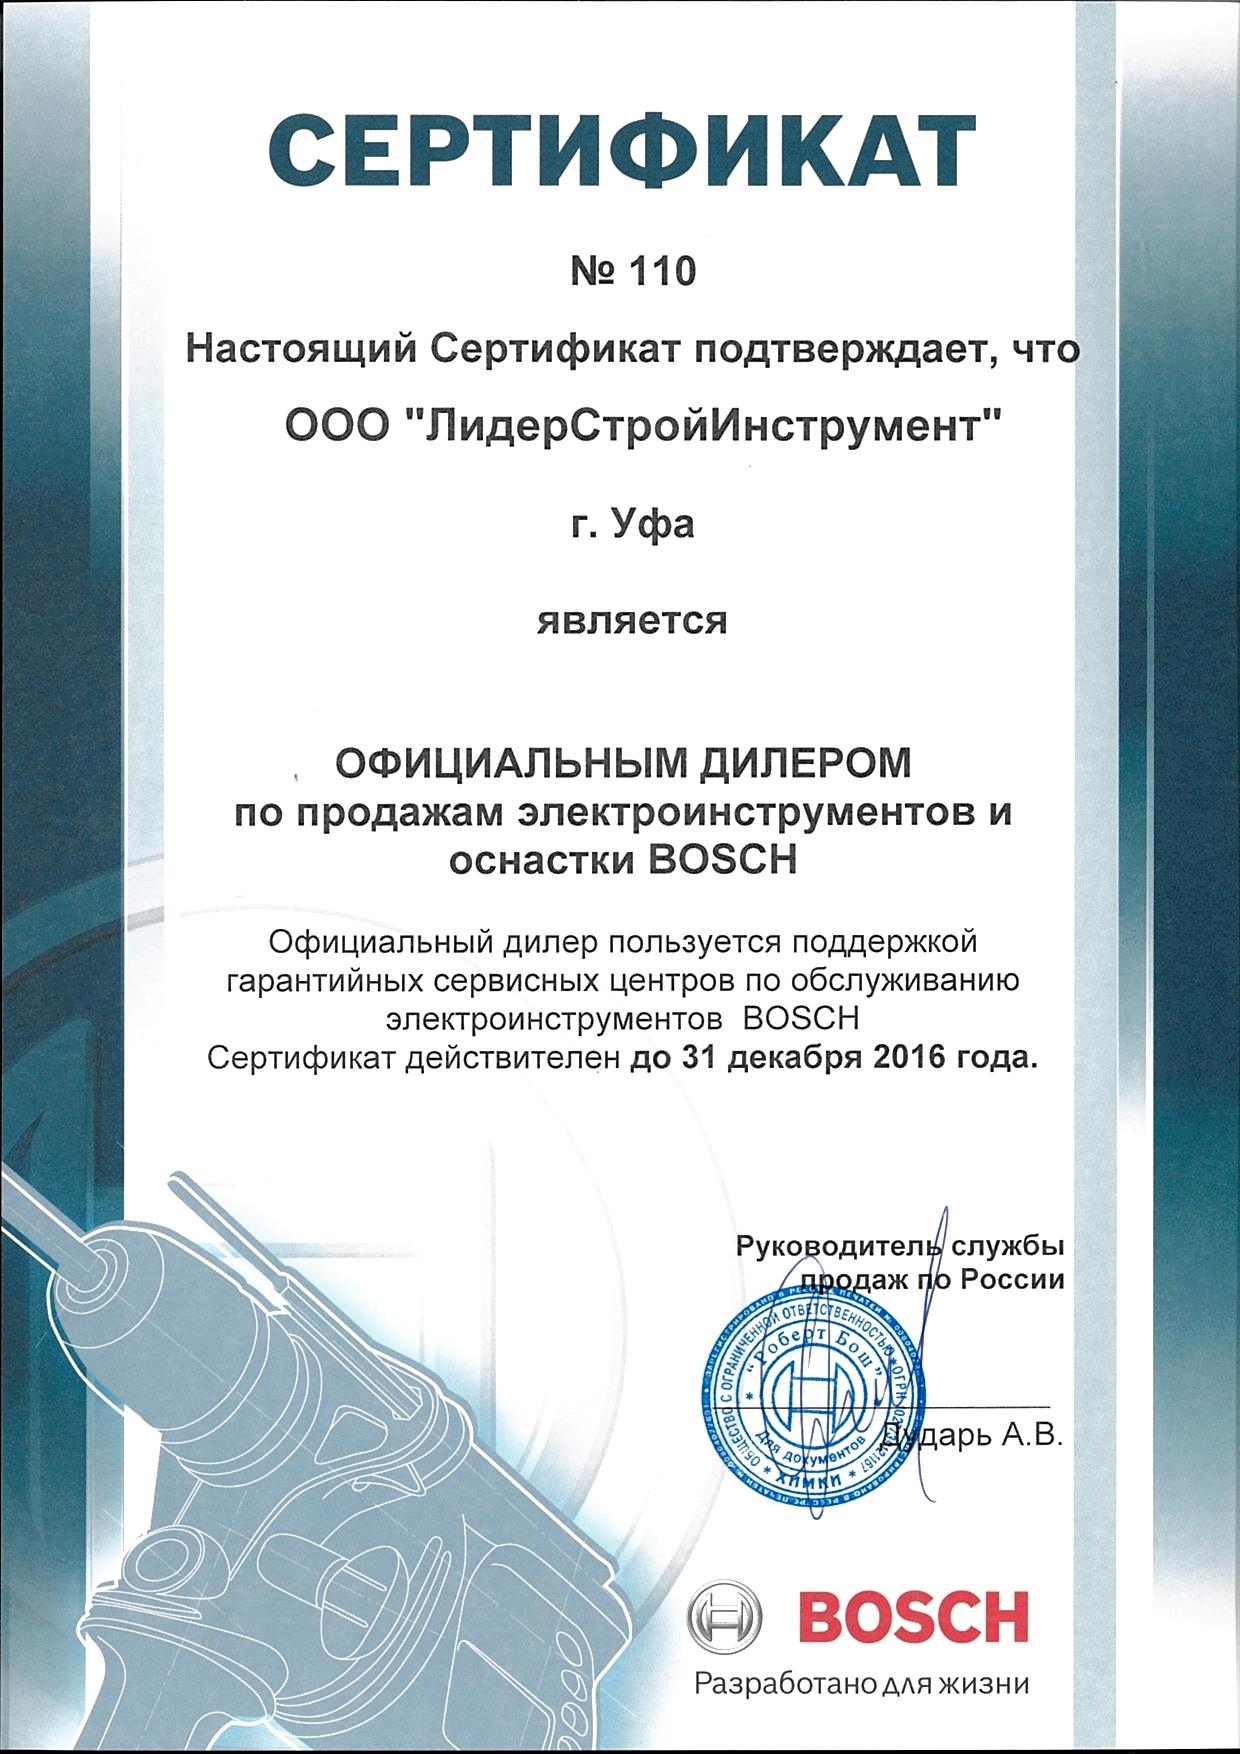 СЕРТИФИКАТ
№ 110
Настоящий Сертификат подтверждает, что
ООО "ЛидерСтройИнструмент"
г. Уфа
является
ОФИЦИАЛЬНЫМ ДИЛЕРОМ
по продажам электроинструментов и
оснастки BOSCH
Официальный дилер пользуется поддержкой
гарантийных сервисных центров по обслуживанию
электроинструментов BOSCH
Сертификат действителен до 31 декабря 2016 года.
Руководитель службы
продаж по России
ОБЩЕСТВО С ОГРАНИЧЕННОЙ ОТВЕТСТВЕННОСТЬЮ * ОГРН
"Роберт Бош"
Для документов
* ХИМКИ *
Дударь А.В.
BOSCH
Разработано для жизни